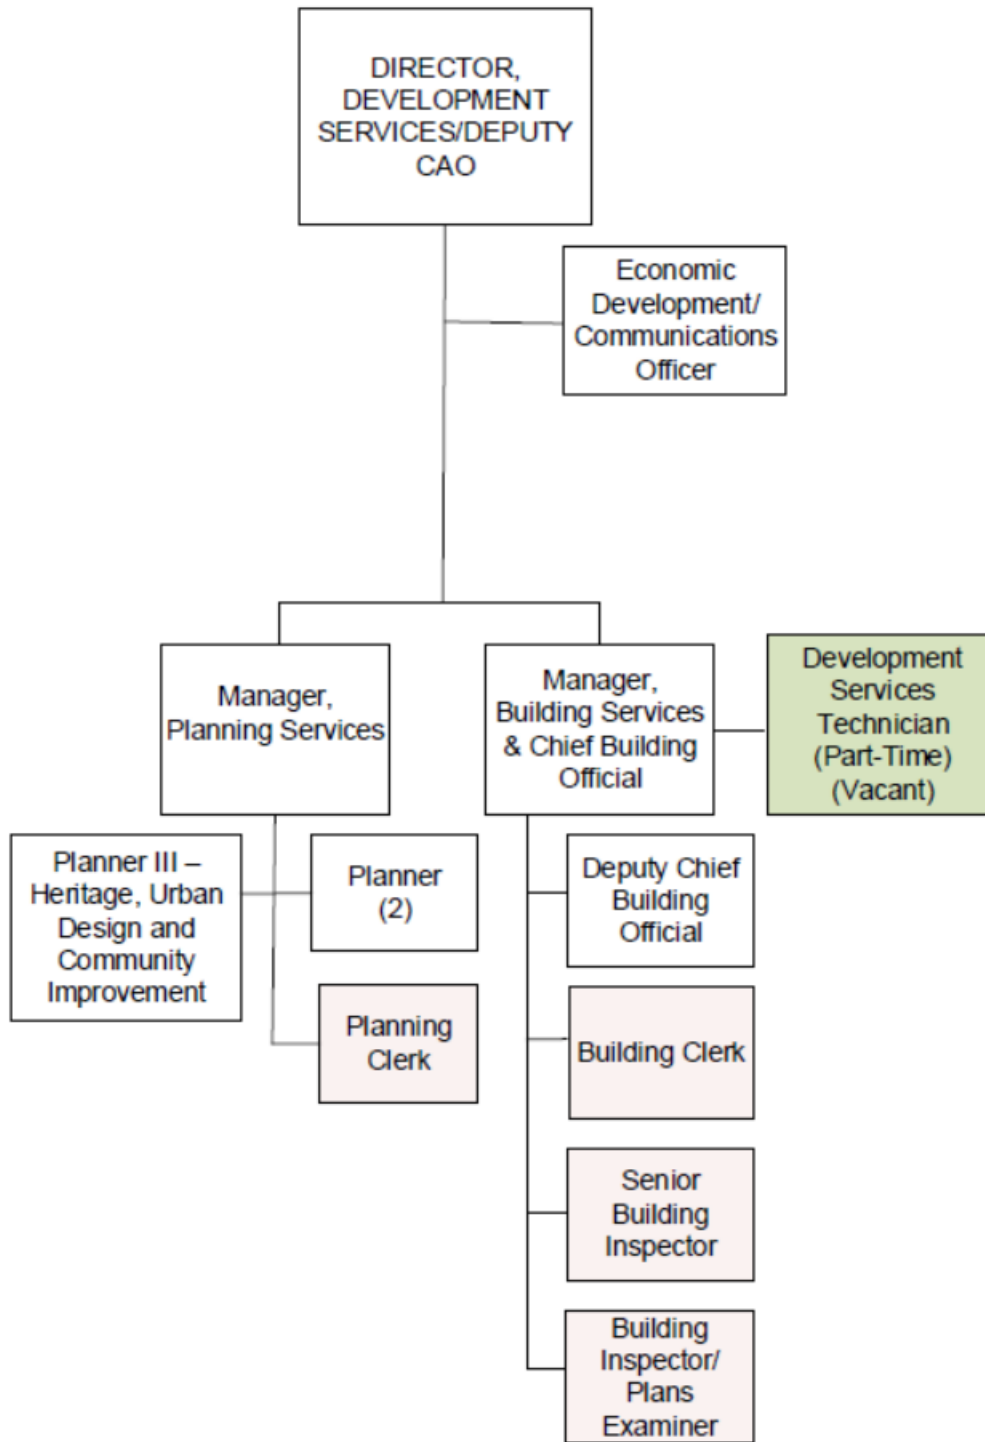 DIRECTOR,
DEVELOPMENT
SERVICES/DEPUTY
CAO
Economic
Development/
Communications
Officer
Manager,
Planning Services
Manager,
Building Services
& Chief Building
Official
Development
Services
Technician
(Part-Time)
(Vacant)
Planner III –
Heritage, Urban
Design and
Community
Improvement
Planner
(2)
Deputy Chief
Building
Official
Planning
Clerk
Building Clerk
Senior
Building
Inspector
Building
Inspector/
Plans
Examiner